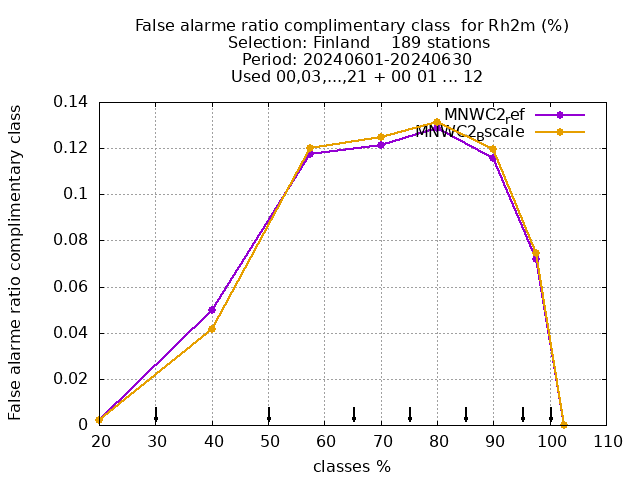 False alarme ratio complimentary class  for Rh2m (%)
Selection: Finland    189 stations
Period: 20240601-20240630
Used 00,03,...,21 + 00 01 ... 12
False alarme ratio complimentary class
0.14
0.12
0.1
0.08
0.06
0.04
0.02
0
MNWC2ref
MNWC2Bscale
20 30 40 50 60 70 80 90 100 110
classes %